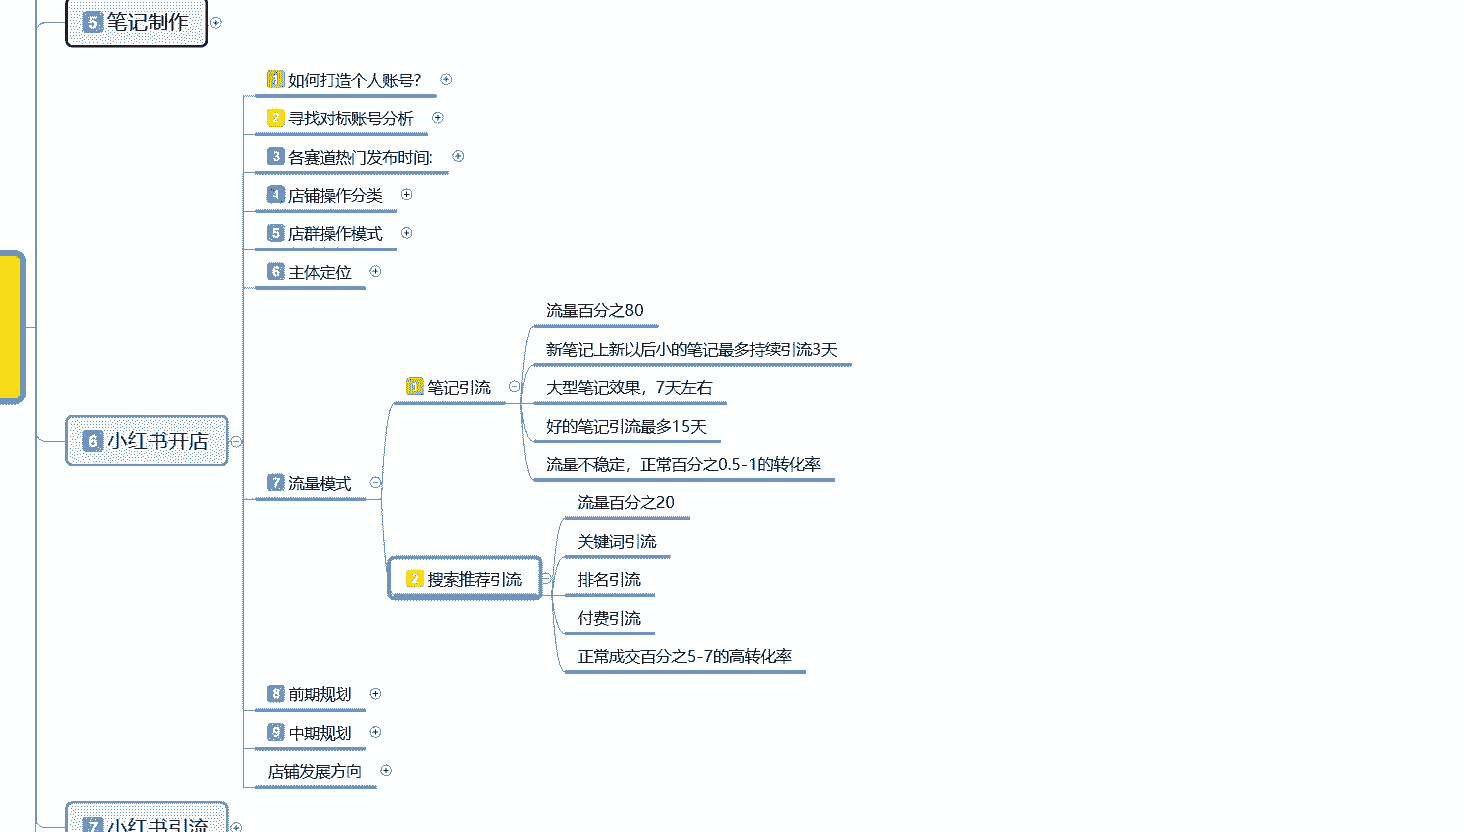 5 笔记制作
1 如何打造个人账号?
2 寻找对标账号分析
3 各赛道热门发布时间:
4 店铺操作分类
5 店群操作模式
6 主体定位
6 小红书开店
7 流量模式
1 笔记引流
流量百分之80
新笔记上新以后小的笔记最多持续引流3天
大型笔记效果，7天左右
好的笔记引流最多15天
流量不稳定，正常百分之0.5-1的转化率
2 搜索推荐引流
流量百分之20
关键词引流
排名引流
付费引流
正常成交百分之5-7的高转化率
8 前期规划
9 中期规划
店铺发展方向
7 小红书引流